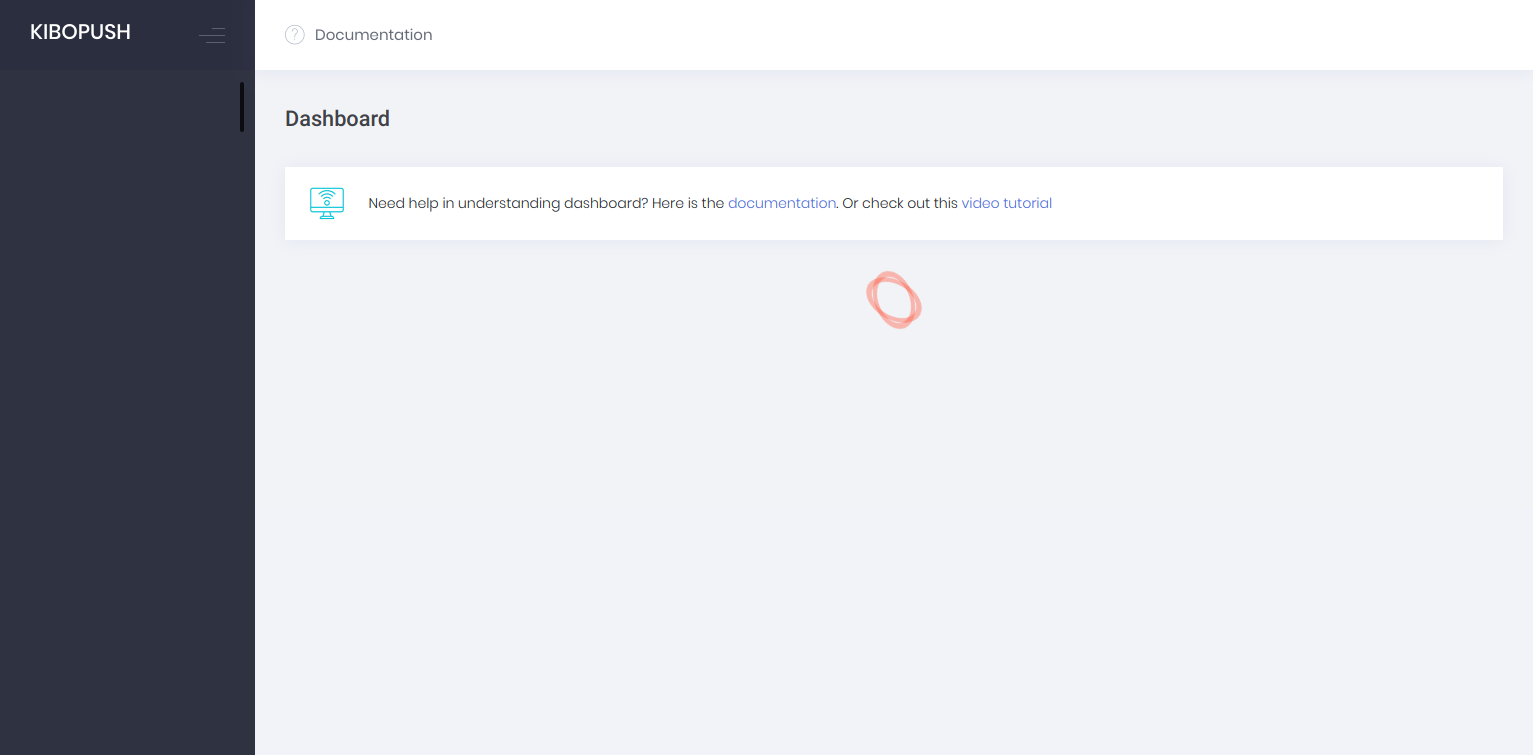 KIBOPUSH
? Documentation
Dashboard
Need help in understanding dashboard? Here is the documentation. Or check out this video tutorial